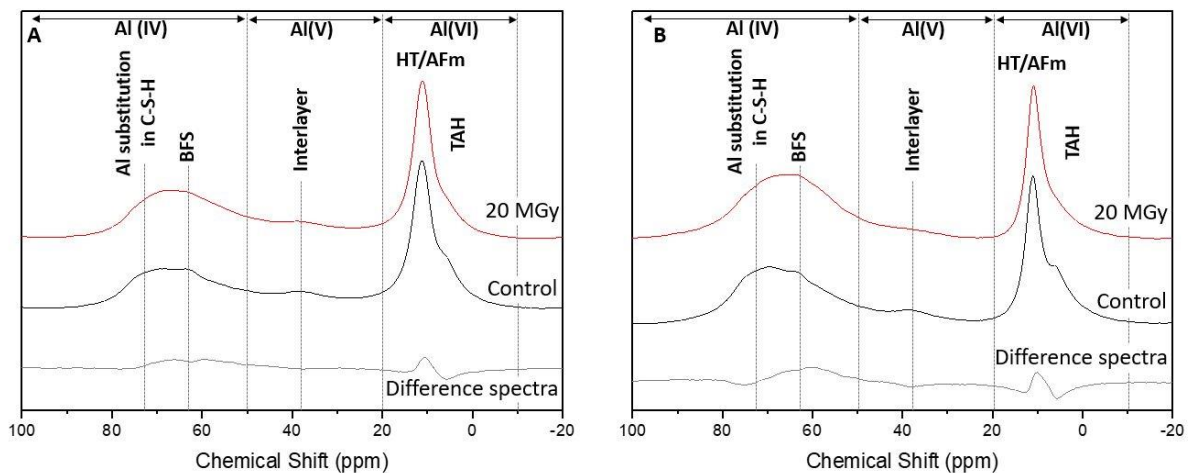 A
Al (IV)
Al(V)
Al(VI)
HT/AFm
Al substitution
in C-S-H
BFS
Interlayer
TAH
20 MGy
Control
Difference spectra
100
80
60
40
20
0
-20
Chemical Shift (ppm)
B
Al (IV)
Al(V)
Al(VI)
HT/AFm
Al substitution
in C-S-H
BFS
Interlayer
TAH
20 MGy
Control
Difference spectra
100
80
60
40
20
0
-20
Chemical Shift (ppm)